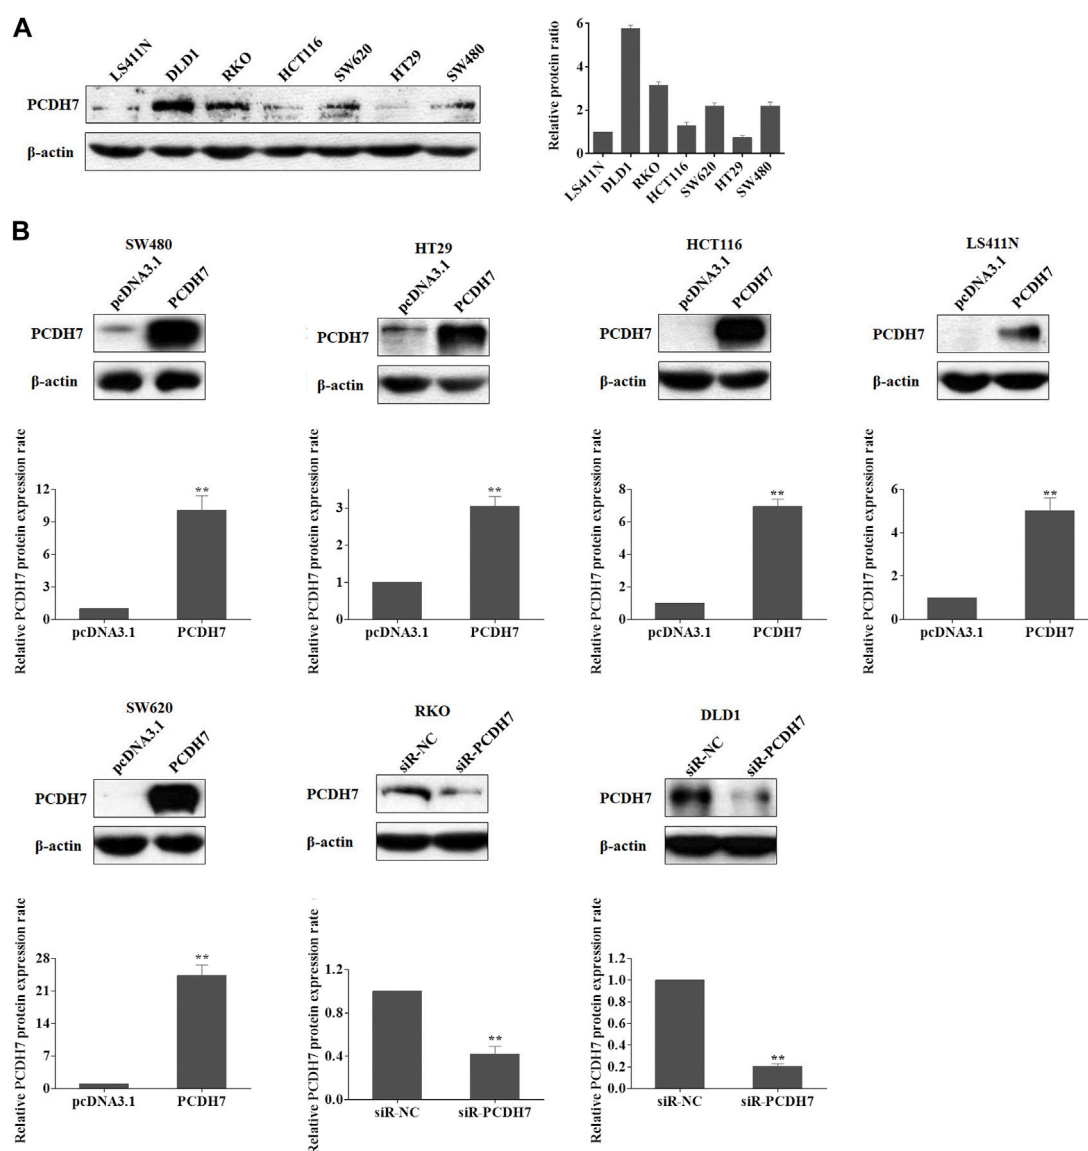 A
LS411N
DLD1
RKO
HCT116
SW620
HT29
SW480
PCDH7
β-actin
Relative protein ratio
6
4
2
0
LS411N
DLD1
RKO
HCT116
SW620
HT29
SW480
B
SW480
pcDNA3.1
PCDH7
PCDH7
β-actin
HT29
pcDNA3.1
PCDH7
PCDH7
β-actin
HCT116
pcDNA3.1
PCDH7
PCDH7
β-actin
LS411N
pcDNA3.1
PCDH7
PCDH7
β-actin
Relative PCDH7 protein expression rate
12
9
6
3
0
**
pcDNA3.1
PCDH7
Relative PCDH7 protein expression rate
3
2
1
0
**
pcDNA3.1
PCDH7
Relative PCDH7 protein expression rate
8
6
4
2
0
**
pcDNA3.1
PCDH7
Relative PCDH7 protein expression rate
6
4
2
0
**
pcDNA3.1
PCDH7
SW620
pcDNA3.1
PCDH7
PCDH7
β-actin
RKO
siR-NC
siR-PCDH7
PCDH7
β-actin
DLD1
siR-NC
siR-PCDH7
PCDH7
β-actin
Relative PCDH7 protein expression rate
28
21
14
7
0
**
pcDNA3.1
PCDH7
Relative PCDH7 protein expression rate
1.2
0.8
0.4
0.0
**
siR-NC
siR-PCDH7
Relative PCDH7 protein expression rate
1.2
1.0
0.8
0.6
0.4
0.2
0.0
**
siR-NC
siR-PCDH7